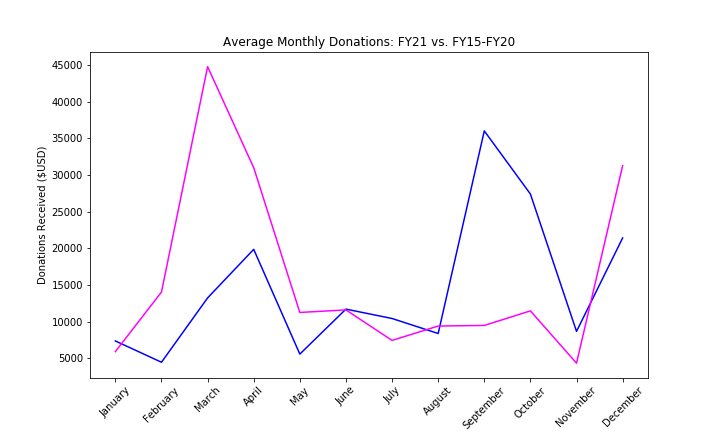 Average Monthly Donations: FY21 vs. FY15-FY20
Donations Received ($USD)
45000
40000
35000
30000
25000
20000
15000
10000
5000
January
February
March
April
May
June
July
August
September
October
November
December